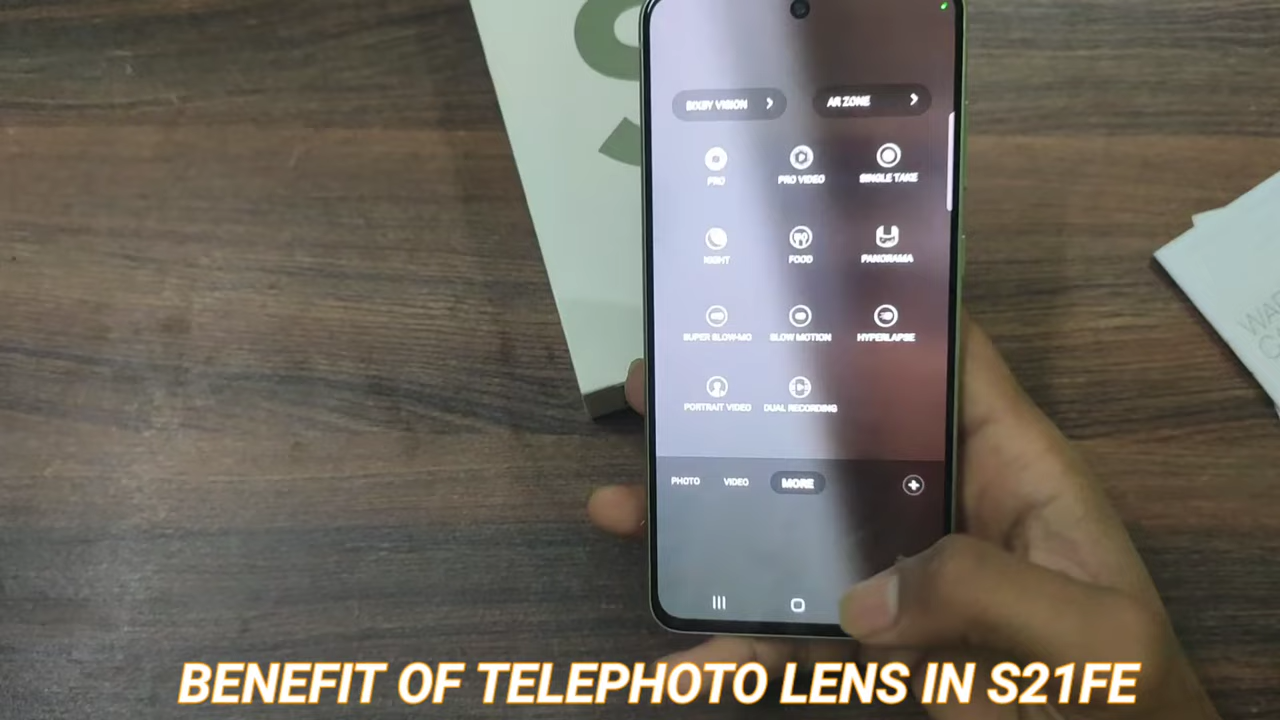 S
BIXBY VISION
AR ZONE
PRO
PRO VIDEO
SINGLE TAKE
NIGHT
FOOD
PANORAMA
SUPER SLOW-MO
SLOW MOTION
HYPERLAPSE
PORTRAIT VIDEO
DUAL RECORDING
PHOTO
VIDEO
MORE
BENEFIT OF TELEPHOTO LENS IN S21FE